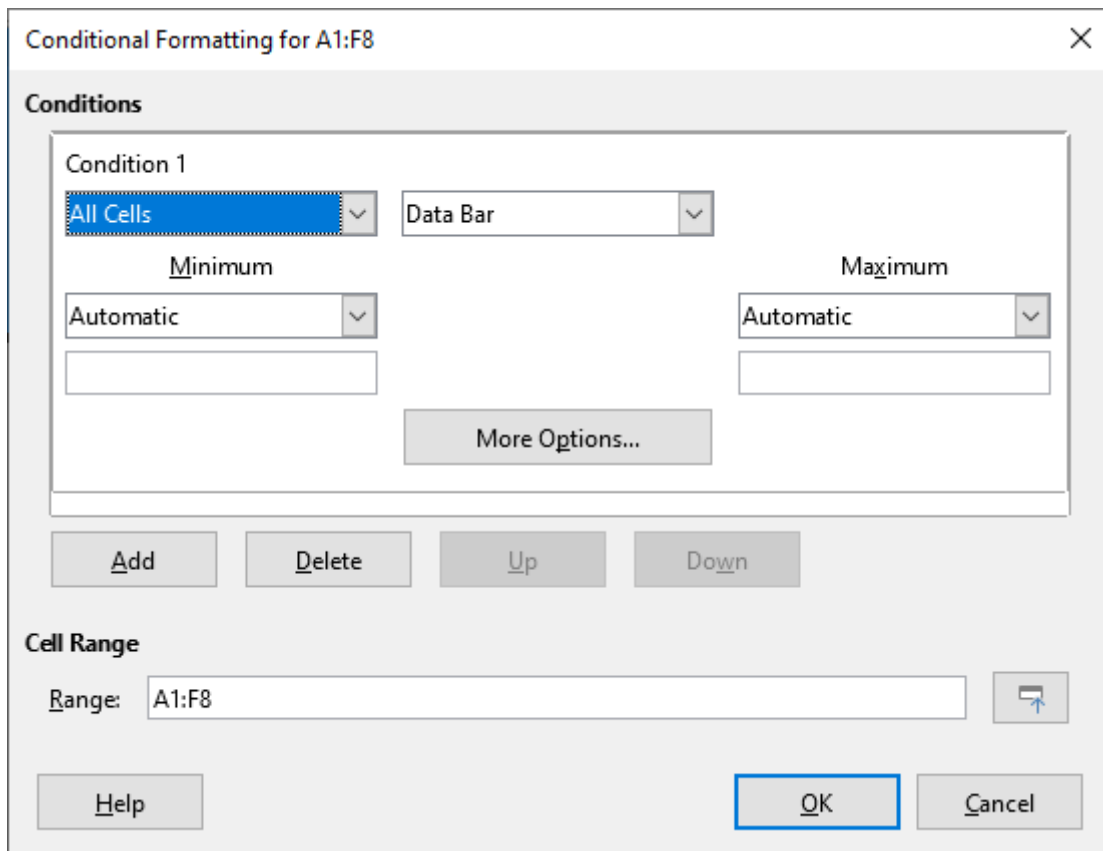 Conditional Formatting for A1:F8
Conditions
Condition 1
All Cells Data Bar
Minimum Maximum
Automatic Automatic
More Options...
Add Delete Up Down
Cell Range
Range: A1:F8
Help OK Cancel